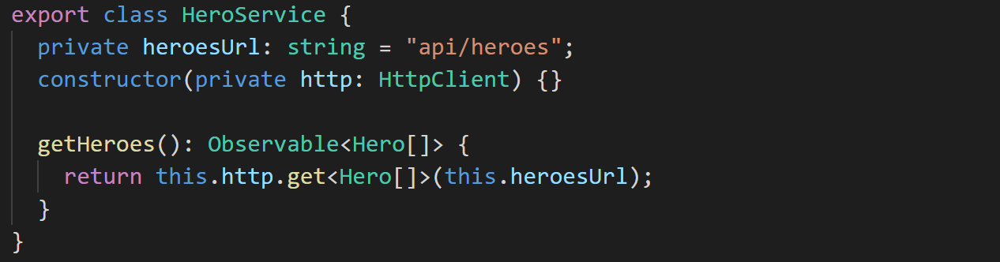 export class HeroService {
  private heroesUrl: string = "api/heroes";
  constructor(private http: HttpClient) {}

  getHeroes(): Observable<Hero[]> {
    return this.http.get<Hero[]>(this.heroesUrl);
  }
}